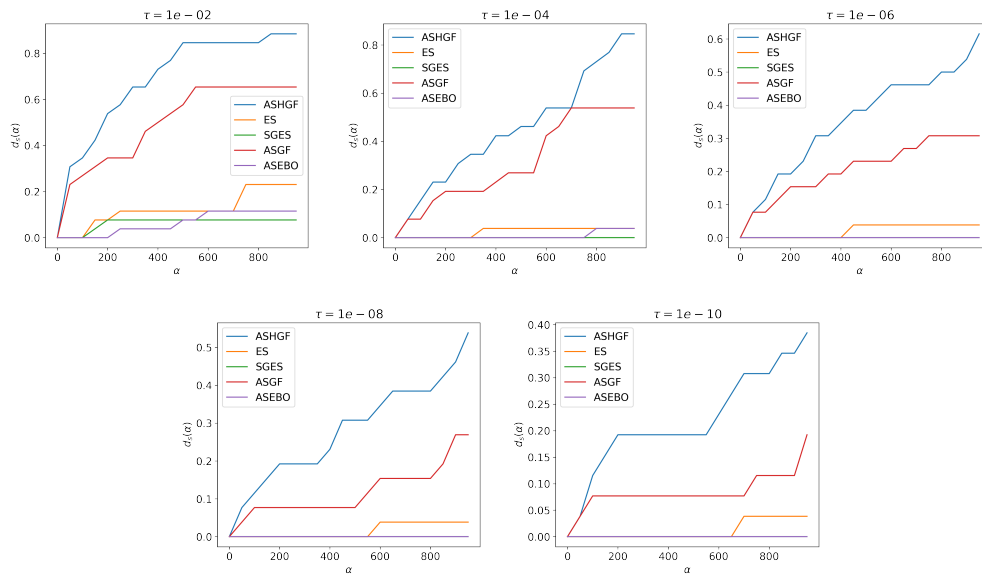 τ = 1e − 02
0.8
0.6
0.4
0.2
0.0
d_s(α)
0 200 400 600 800
α
ASHGF
ES
SGES
ASGF
ASEBO
τ = 1e − 04
0.8
0.6
0.4
0.2
0.0
d_s(α)
0 200 400 600 800
α
ASHGF
ES
SGES
ASGF
ASEBO
τ = 1e − 06
0.6
0.5
0.4
0.3
0.2
0.1
0.0
d_s(α)
0 200 400 600 800
α
ASHGF
ES
SGES
ASGF
ASEBO
τ = 1e − 08
0.5
0.4
0.3
0.2
0.1
0.0
d_s(α)
0 200 400 600 800
α
ASHGF
ES
SGES
ASGF
ASEBO
τ = 1e − 10
0.40
0.35
0.30
0.25
0.20
0.15
0.10
0.05
0.00
d_s(α)
0 200 400 600 800
α
ASHGF
ES
SGES
ASGF
ASEBO